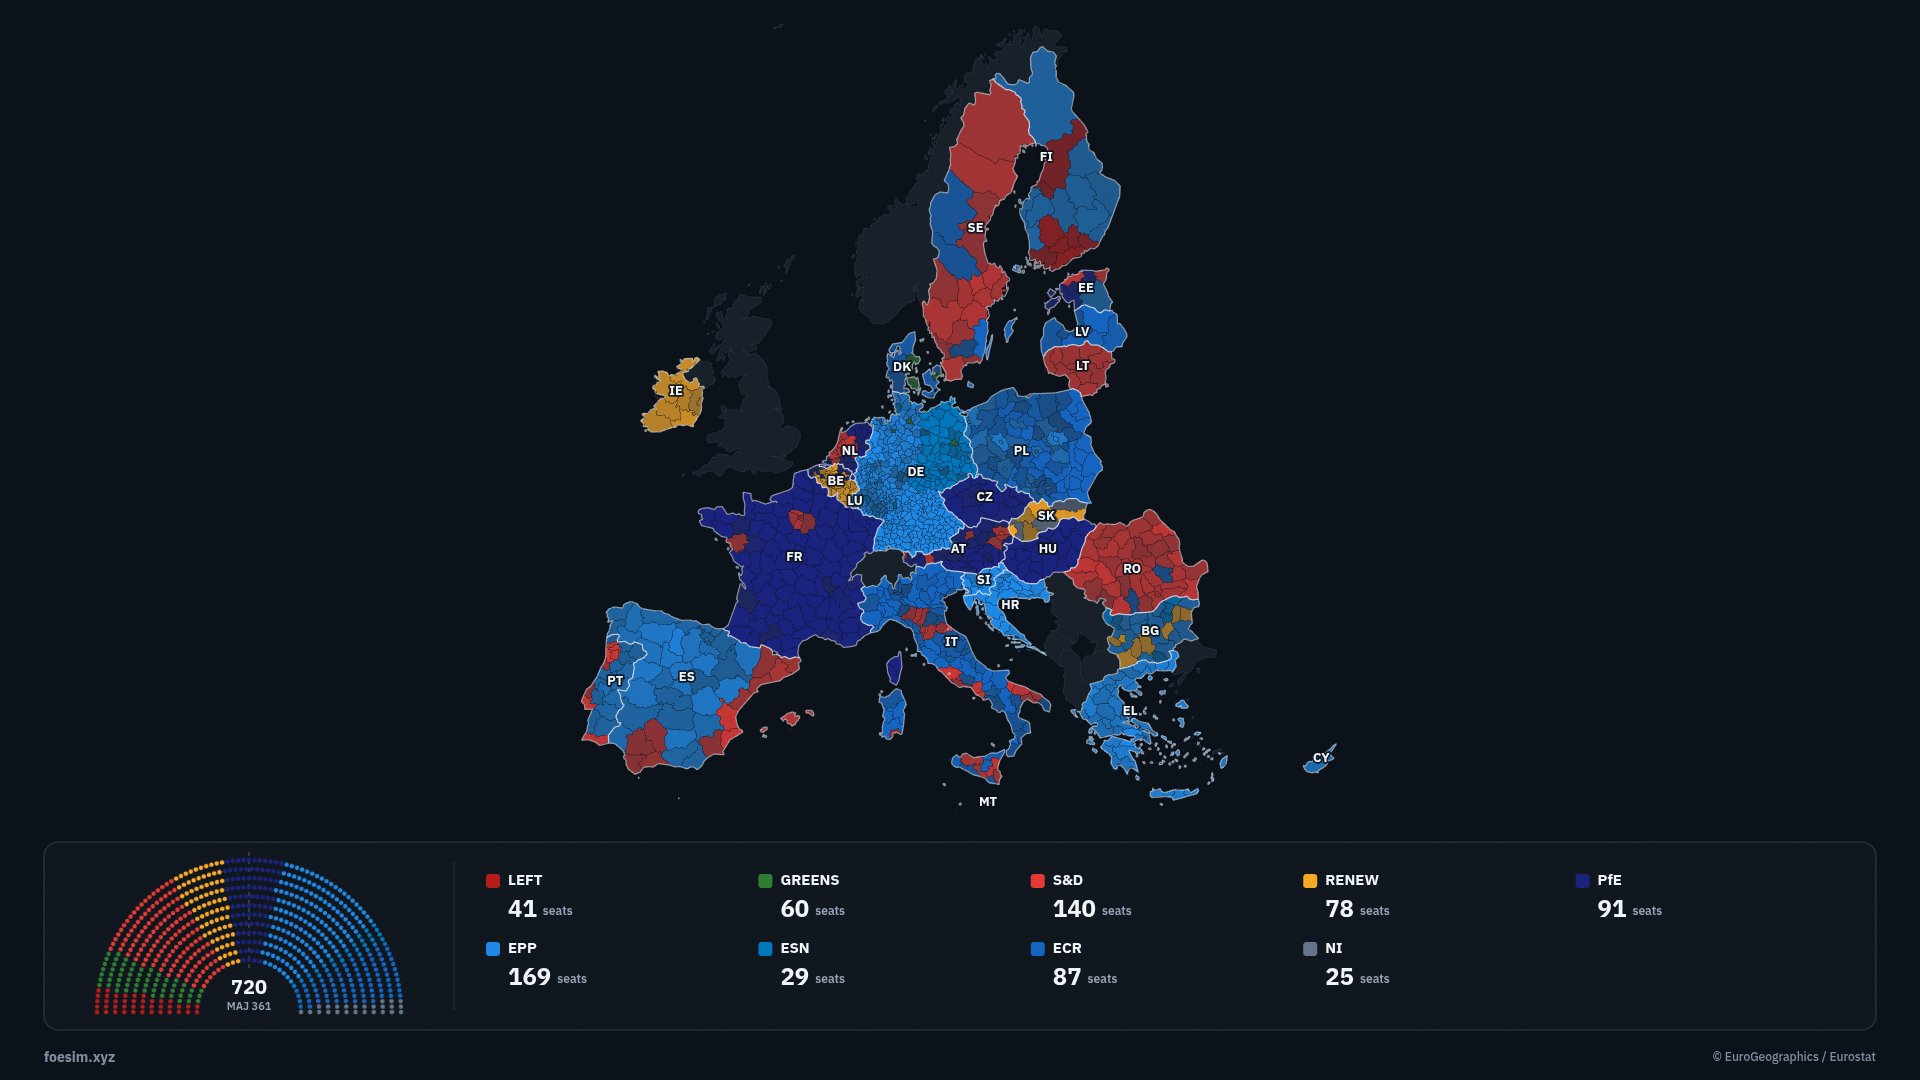 FI
SE
EE
LV
DK
LT
IE
NL
PL
DE
BE
CZ
LU
SK
AT
HU
FR
RO
SI
HR
BG
IT
ES
PT
EL
CY
MT
720
MAJ 361
LEFT
41 seats
GREENS
60 seats
S&D
140 seats
RENEW
78 seats
PfE
91 seats
EPP
169 seats
ESN
29 seats
ECR
87 seats
NI
25 seats
foesim.xyz
© EuroGeographics / Eurostat